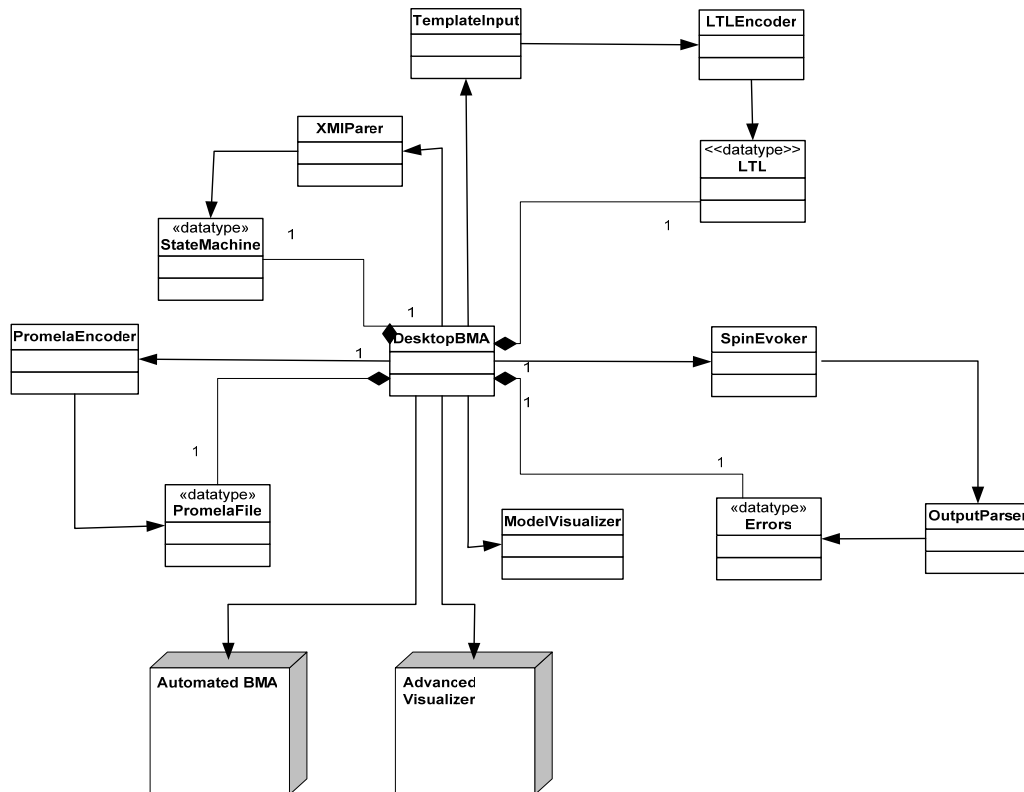 TemplateInput
LTLEncoder
XMIParer
<<datatype>>
LTL
«datatype»
StateMachine
1
1
1
PromelaEncoder
DesktopBMA
SpinEvoker
1
1
1
1
1
«datatype»
PromelaFile
ModelVisualizer
«datatype»
Errors
OutputParser
Automated BMA
Advanced
Visualizer